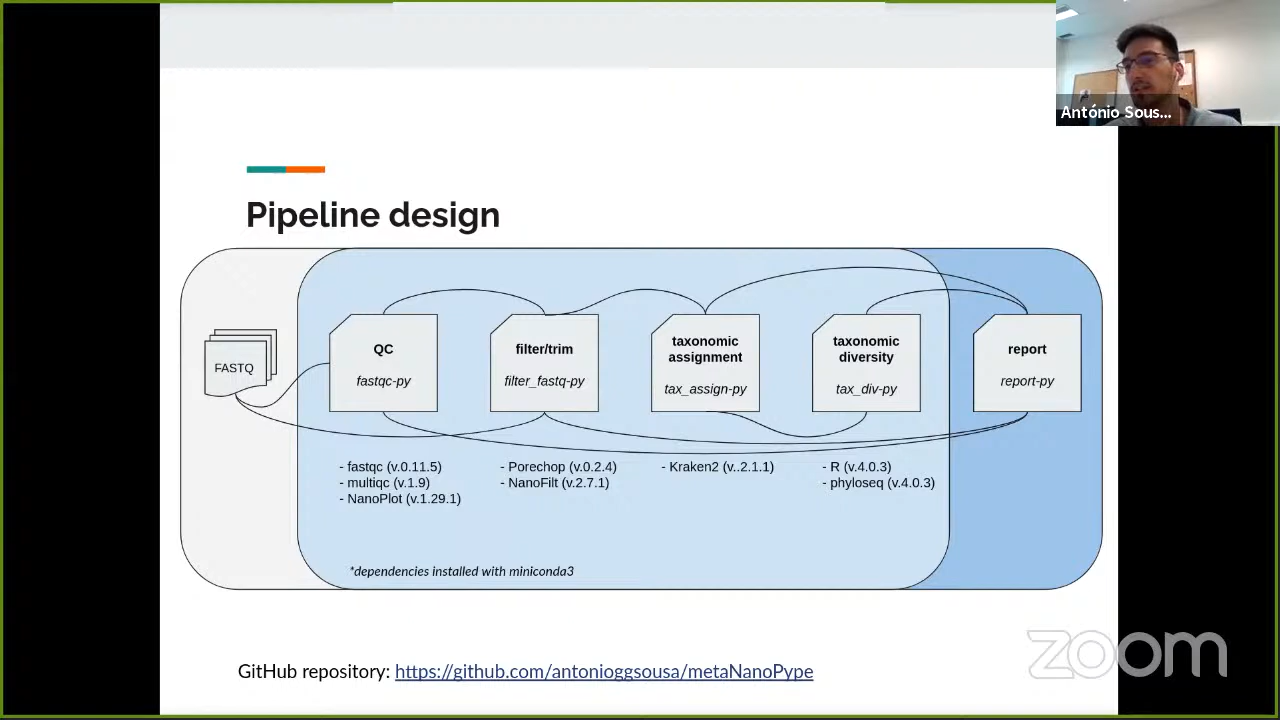 António Sous...
Pipeline design
FASTQ
QC
fastqc-py
filter/trim
filter_fastq-py
taxonomic
assignment
tax_assign-py
taxonomic
diversity
tax_div-py
report
report-py
- fastqc (v.0.11.5)
- multiqc (v.1.9)
- NanoPlot (v.1.29.1)
- Porechop (v.0.2.4)
- NanoFilt (v.2.7.1)
- Kraken2 (v..2.1.1)
- R (v.4.0.3)
- phyloseq (v.4.0.3)
*dependencies installed with miniconda3
GitHub repository: https://github.com/antonioggsousa/metaNanoPype
zoom